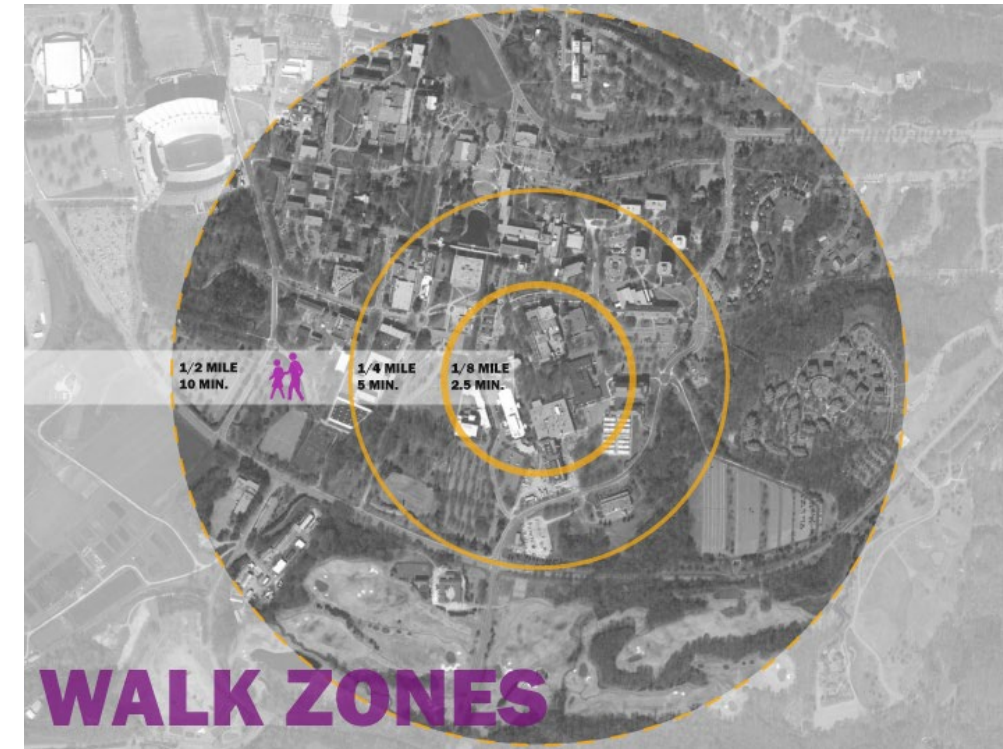 1/2 MILE
10 MIN.
1/4 MILE
5 MIN.
1/8 MILE
2.5 MIN.
WALK ZONES